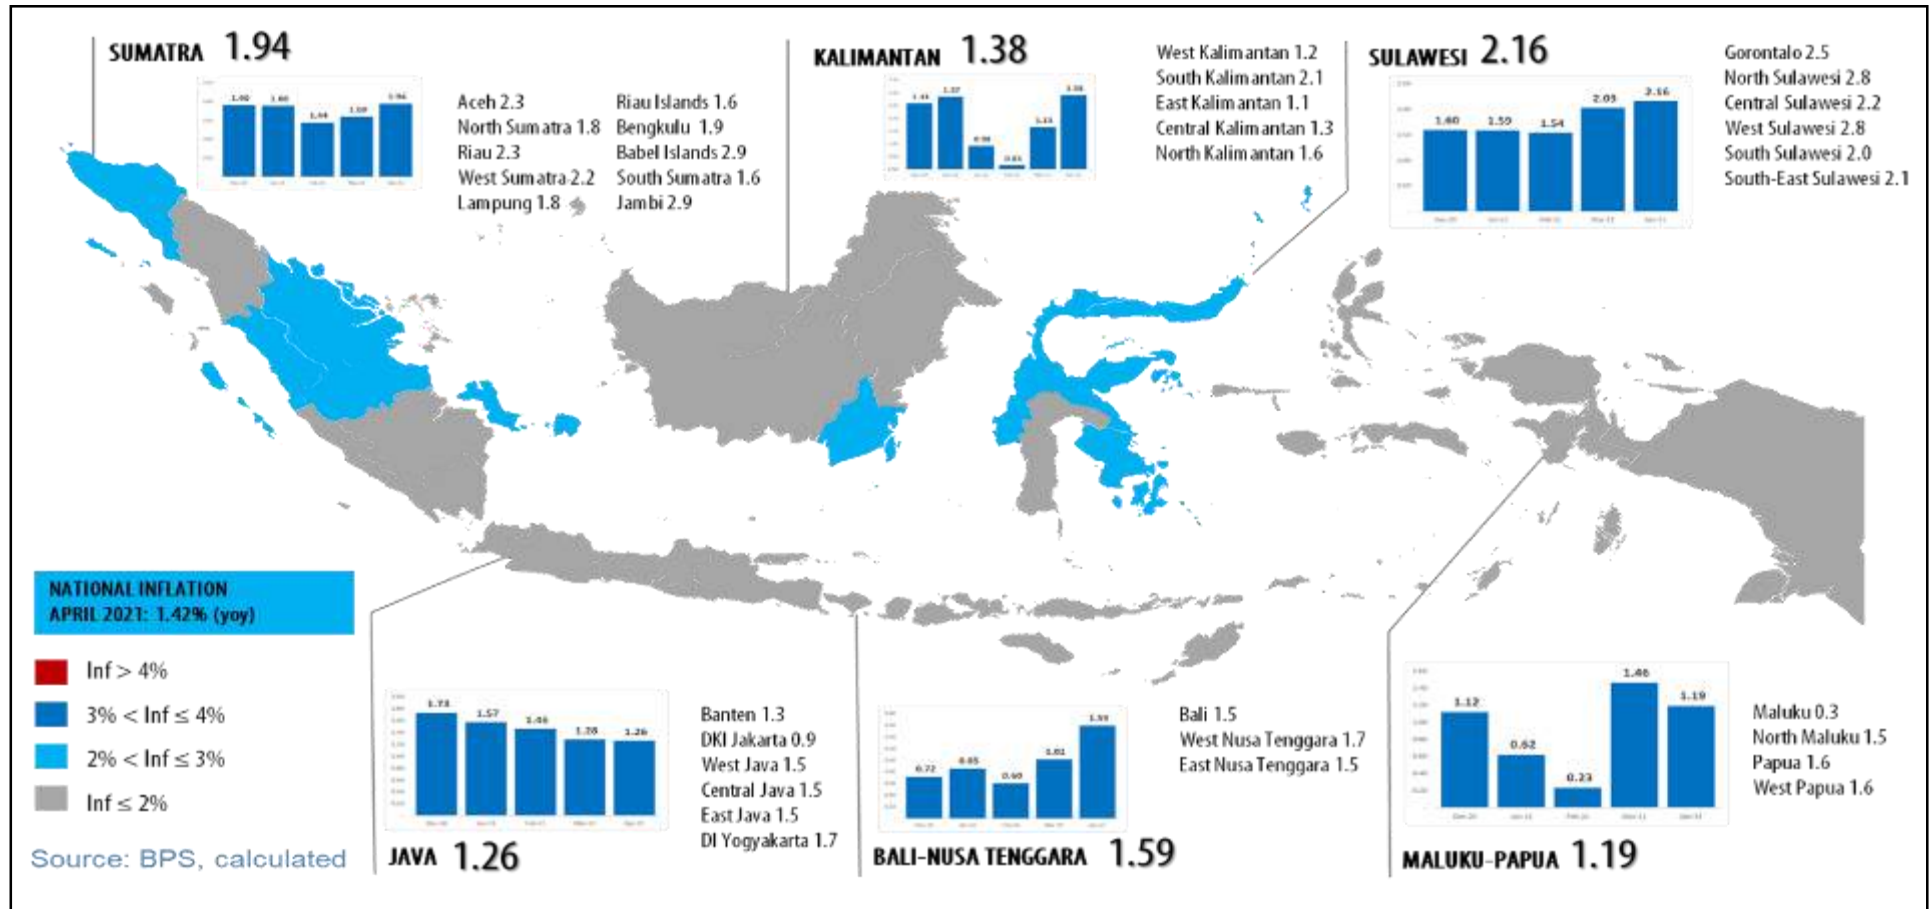 SUMATRA 1.94
1.94
Aceh 2.3
North Sumatra 1.8
Riau 2.3
West Sumatra 2.2
Lampung 1.8
Riau Islands 1.6
Bengkulu 1.9
Babel Islands 2.9
South Sumatra 1.6
Jambi 2.9
KALIMANTAN 1.38
1.38
West Kalimantan 1.2
South Kalimantan 2.1
East Kalimantan 1.1
Central Kalimantan 1.3
North Kalimantan 1.6
SULAWESI 2.16
1.60 1.59 1.54 2.05 2.16
Gorontalo 2.5
North Sulawesi 2.8
Central Sulawesi 2.2
West Sulawesi 2.8
South Sulawesi 2.0
South-East Sulawesi 2.1
NATIONAL INFLATION
APRIL 2021: 1.42% (yoy)
Inf > 4%
3% < Inf ≤ 4%
2% < Inf ≤ 3%
Inf ≤ 2%
Source: BPS, calculated
1.73 1.57 1.46 1.28 1.26
Banten 1.3
DKI Jakarta 0.9
West Java 1.5
Central Java 1.5
East Java 1.5
DI Yogyakarta 1.7
JAVA 1.26
0.72 0.85 0.60 1.01 1.59
Bali 1.5
West Nusa Tenggara 1.7
East Nusa Tenggara 1.5
BALI-NUSA TENGGARA 1.59
1.12 0.62 0.23 1.46 1.19
Maluku 0.3
North Maluku 1.5
Papua 1.6
West Papua 1.6
MALUKU-PAPUA 1.19